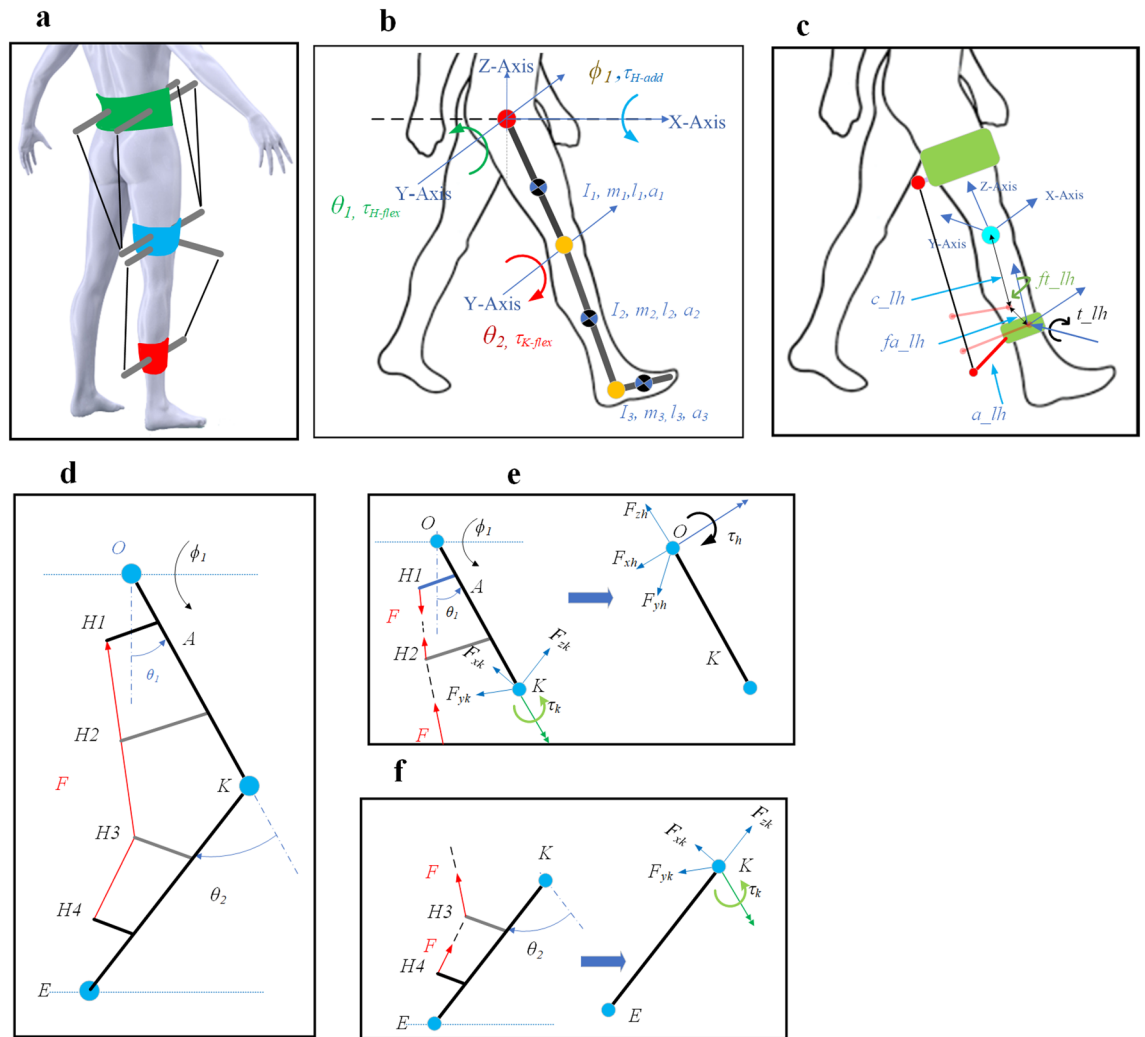 a
b
c
Z-Axis
ϕ1, τH-add
X-Axis
Y-Axis
θ1, τH-flex
I1, m1, l1, a1
Y-Axis
θ2, τK-flex
I2, m2, l2, a2
I3, m3, l3, a3
Z-Axis
X-Axis
Y-Axis
c_lh
ft_lh
fa_lh
t_lh
a_lh
d
O
ϕ1
H1
A
θ1
H2
F
K
H3
θ2
H4
E
e
O
ϕ1
H1
A
F
θ1
H2
Fxk
Fzk
Fyk
K
τk
F
Fzh
O
τh
Fxh
Fyh
K
f
K
F
H3
F
θ2
H4
E
Fxk
Fzk
Fyk
K
τk
E